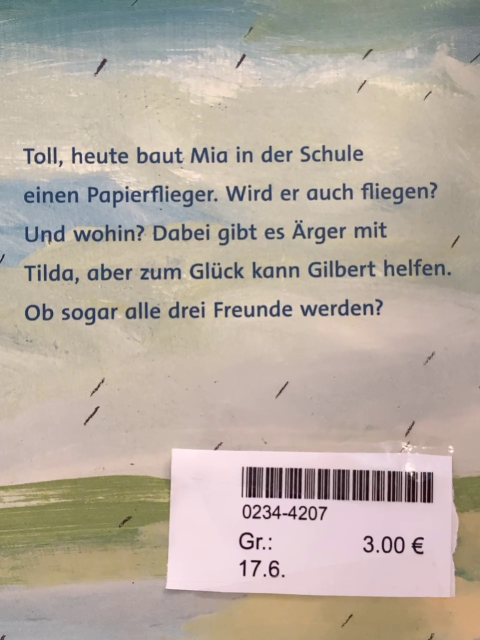 Toll, heute baut Mia in der Schule
einen Papierflieger. Wird er auch fliegen?
Und wohin? Dabei gibt es Ärger mit
Tilda, aber zum Glück kann Gilbert helfen.
Ob sogar alle drei Freunde werden?
0234-4207
Gr.: 3.00 €
17.6.